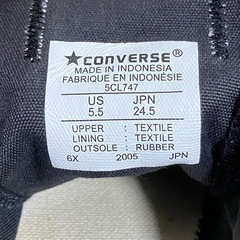 ★CONVERSE®
MADE IN INDONESIA
FABRIQUE EN INDONÉSIE
5CL747
US JPN
5.5 24.5
UPPER : TEXTILE
LINING : TEXTILE
OUTSOLE : RUBBER
6X 2005 JPN